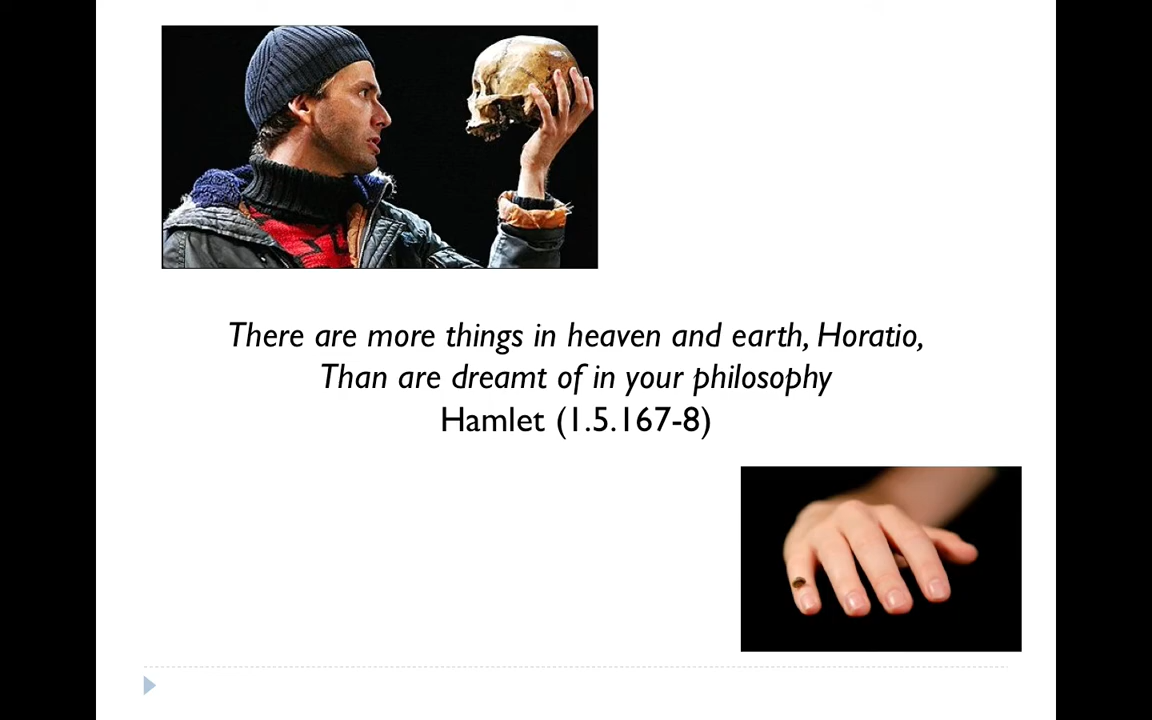 There are more things in heaven and earth, Horatio,
Than are dreamt of in your philosophy
Hamlet (1.5.167-8)